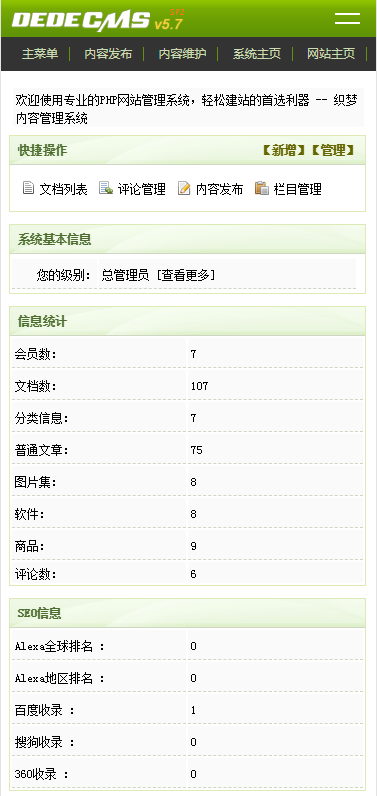 DEDECMS v5.7 SP2
主菜单 内容发布 内容维护 系统主页 网站主页
欢迎使用专业的PHP网站管理系统，轻松建站的首选利器 -- 织梦
内容管理系统
快捷操作 【新增】【管理】
文档列表 评论管理 内容发布 栏目管理
系统基本信息
您的级别： 总管理员 [查看更多]
信息统计
会员数： 7
文档数： 107
分类信息： 7
普通文章： 75
图片集： 8
软件： 8
商品： 9
评论数： 6
SEO信息
Alexa全球排名 ： 0
Alexa地区排名 ： 0
百度收录 ： 1
搜狗收录 ： 0
360收录 ： 0